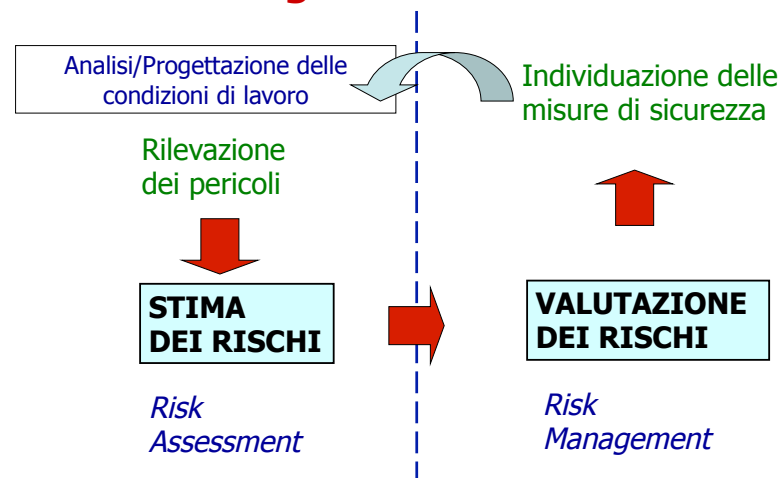 Analisi/Progettazione delle
condizioni di lavoro
Individuazione delle
misure di sicurezza
Rilevazione
dei pericoli
STIMA
DEI RISCHI
VALUTAZIONE
DEI RISCHI
Risk
Assessment
Risk
Management